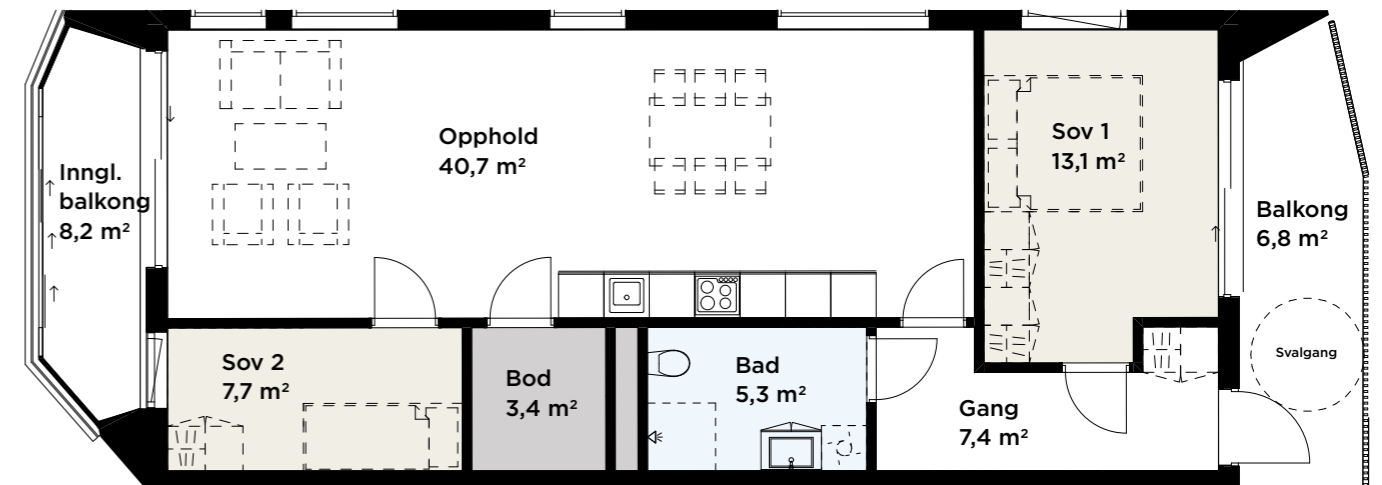 Opphold
40,7 m²
Sov 1
13,1 m²
Inngl.
balkong
8,2 m²
Balkong
6,8 m²
Sov 2
7,7 m²
Bod
3,4 m²
Bad
5,3 m²
Gang
7,4 m²
Svalgang